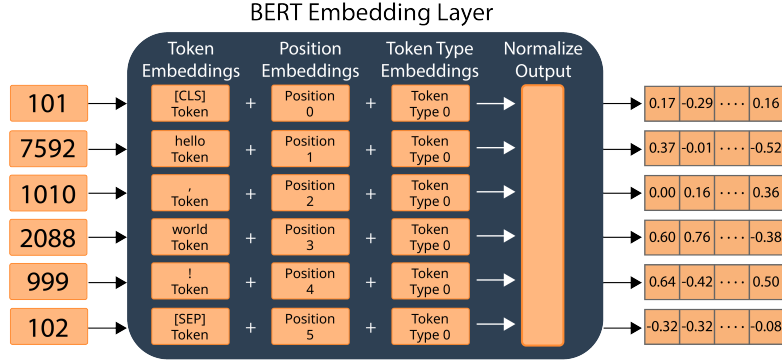 BERT Embedding Layer
Token Position Token Type Normalize
Embeddings Embeddings Embeddings Output
101 [CLS] Token + Position 0 + Token Type 0 0.17 -0.29 ···· 0.16
7592 hello Token + Position 1 + Token Type 0 0.37 -0.01 ···· -0.52
1010 , Token + Position 2 + Token Type 0 0.00 0.16 ···· 0.36
2088 world Token + Position 3 + Token Type 0 0.60 0.76 ···· -0.38
999 ! Token + Position 4 + Token Type 0 0.64 -0.42 ···· 0.50
102 [SEP] Token + Position 5 + Token Type 0 -0.32 -0.32 ···· -0.08